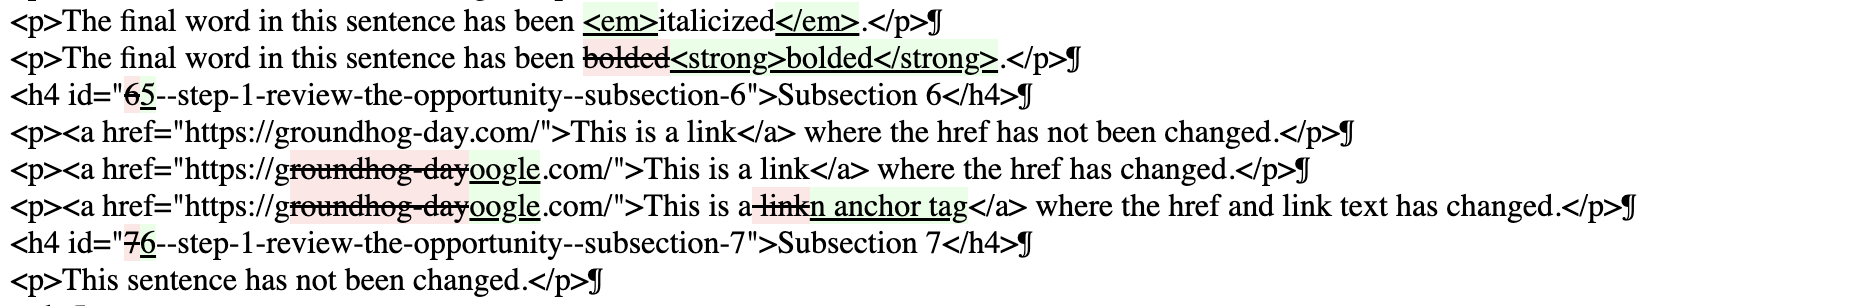 <p>The final word in this sentence has been <em>italicized</em>.</p>¶
<p>The final word in this sentence has been bolded<strong>bolded</strong>.</p>¶
<h4 id="65--step-1-review-the-opportunity--subsection-6">Subsection 6</h4>¶
<p><a href="https://groundhog-day.com/">This is a link</a> where the href has not been changed.</p>¶
<p><a href="https://groundhog-dayoogle.com/">This is a link</a> where the href has changed.</p>¶
<p><a href="https://groundhog-dayoogle.com/">This is a linkn anchor tag</a> where the href and link text has changed.</p>¶
<h4 id="76--step-1-review-the-opportunity--subsection-7">Subsection 7</h4>¶
<p>This sentence has not been changed.</p>¶